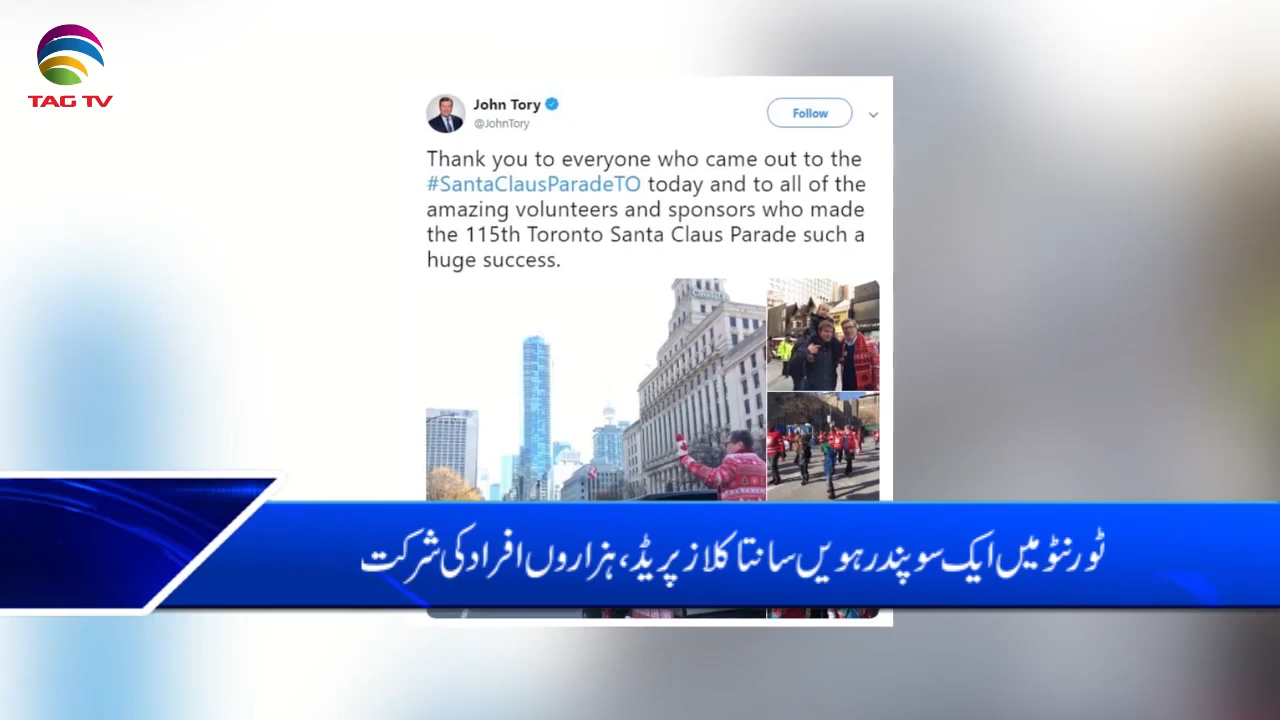 TAG TV
John Tory
@JohnTory
Follow
Thank you to everyone who came out to the
#SantaClausParadeTO today and to all of the
amazing volunteers and sponsors who made
the 115th Toronto Santa Claus Parade such a
huge success.
ٹورنٹو میں ایک سو پندرہویں سانتا کلاز پریڈ، ہزاروں افراد کی شرکت